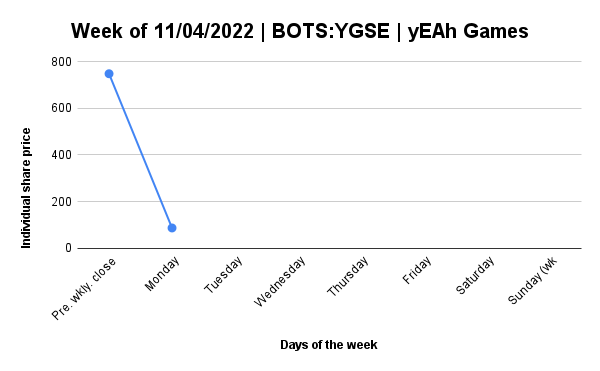 Week of 11/04/2022 | BOTS:YGSE | yEAh Games
Individual share price
800
600
400
200
0
Pre. wkly. close
Monday
Tuesday
Wednesday
Thursday
Friday
Saturday
Sunday (wk
Days of the week